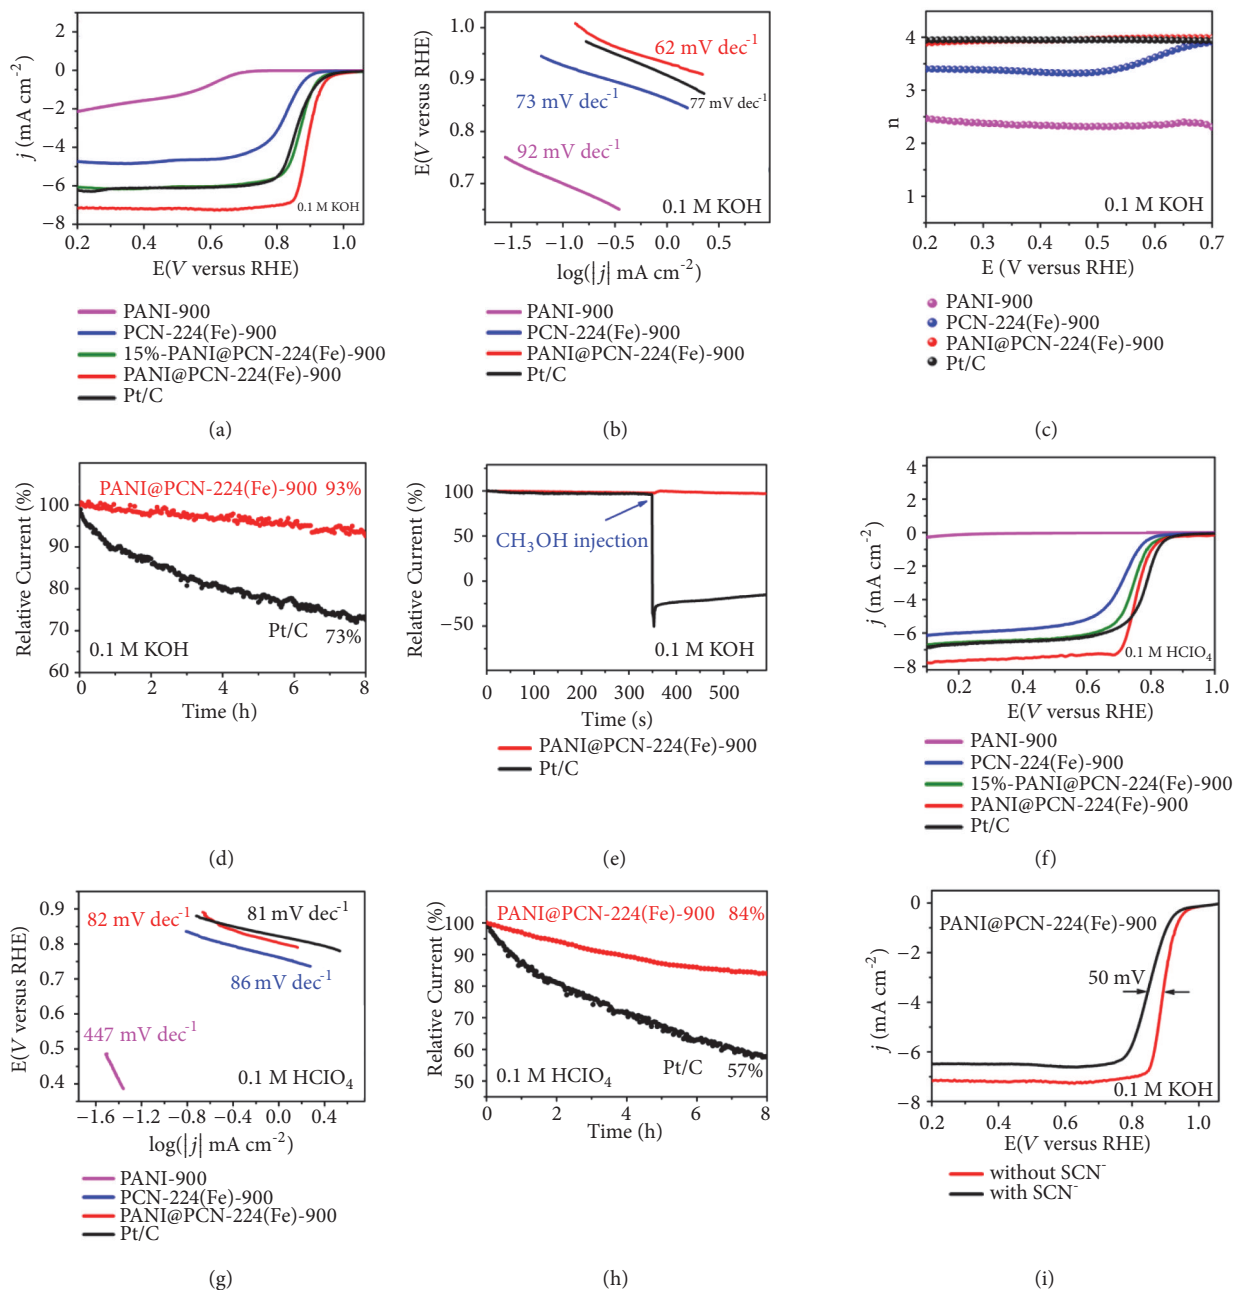 2
0
−2
−4
−6
−8
j (mA cm-2)
0.1 M KOH
0.2 0.4 0.6 0.8 1.0
E(V versus RHE)
PANI-900
PCN-224(Fe)-900
15%-PANI@PCN-224(Fe)-900
PANI@PCN-224(Fe)-900
Pt/C
(a)
1.0
0.9
0.8
0.7
E(V versus RHE)
62 mV dec-1
73 mV dec-1
77 mV dec-1
92 mV dec-1
0.1 M KOH
−1.5 −1.0 −0.5 0.0 0.5
log(|j| mA cm-2)
PANI-900
PCN-224(Fe)-900
PANI@PCN-224(Fe)-900
Pt/C
(b)
4
3
2
1
n
0.1 M KOH
0.2 0.3 0.4 0.5 0.6 0.7
E (V versus RHE)
PANI-900
PCN-224(Fe)-900
PANI@PCN-224(Fe)-900
Pt/C
(c)
Relative Current (%)
100
90
80
70
60
PANI@PCN-224(Fe)-900 93%
Pt/C
73%
0.1 M KOH
0 2 4 6 8
Time (h)
(d)
Relative Current (%)
100
50
0
−50
CH3OH injection
0.1 M KOH
0 100 200 300 400 500
Time (s)
PANI@PCN-224(Fe)-900
Pt/C
(e)
4
2
0
−2
−4
−6
−8
j (mA cm-2)
0.1 M HClO4
0.2 0.4 0.6 0.8 1.0
E(V versus RHE)
PANI-900
PCN-224(Fe)-900
15%-PANI@PCN-224(Fe)-900
PANI@PCN-224(Fe)-900
Pt/C
(f)
0.9
0.8
0.7
0.6
0.5
0.4
E(V versus RHE)
82 mV dec-1
81 mV dec-1
86 mV dec-1
447 mV dec-1
0.1 M HClO4
−1.6 −1.2 −0.8 −0.4 0.0 0.4
log(|j| mA cm-2)
PANI-900
PCN-224(Fe)-900
PANI@PCN-224(Fe)-900
Pt/C
(g)
Relative Current (%)
100
90
80
70
60
50
PANI@PCN-224(Fe)-900 84%
Pt/C
57%
0.1 M HClO4
0 2 4 6 8
Time (h)
(h)
0
−2
−4
−6
−8
j (mA cm-2)
PANI@PCN-224(Fe)-900
50 mV
0.1 M KOH
0.2 0.4 0.6 0.8 1.0
E(V versus RHE)
without SCN-
with SCN-
(i)